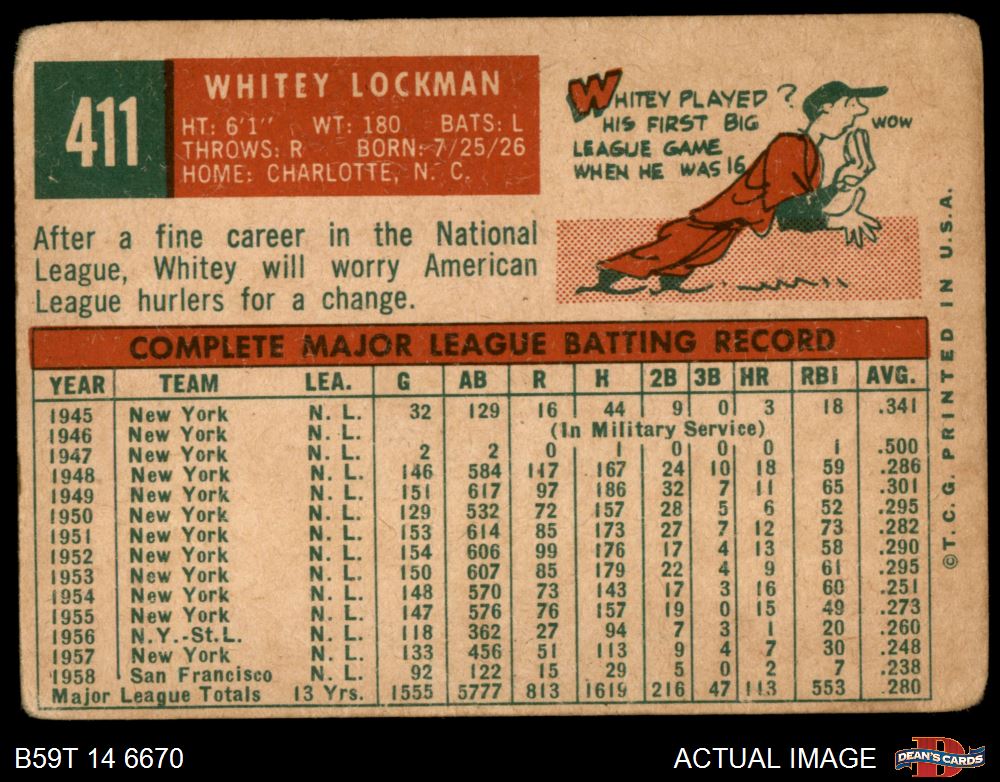 411
WHITEY LOCKMAN
HT: 6'1" WT: 180 BATS: L
THROWS: R BORN: 7/25/26
HOME: CHARLOTTE, N. C.
WHITEY PLAYED ?
HIS FIRST BIG
LEAGUE GAME
WHEN HE WAS 16
WOW
After a fine career in the National
League, Whitey will worry American
League hurlers for a change.
COMPLETE MAJOR LEAGUE BATTING RECORD
YEAR TEAM LEA. G AB R H 2B 3B HR RBI AVG.
1945 New York N. L. 32 129 16 44 9 0 3 18 .341
1946 New York N. L. (In Military Service)
1947 New York N. L. 2 2 0 1 0 0 0 1 .500
1948 New York N. L. 146 584 117 167 24 10 18 59 .286
1949 New York N. L. 151 617 97 186 32 7 11 65 .301
1950 New York N. L. 129 532 72 157 28 5 6 52 .295
1951 New York N. L. 153 614 85 173 27 7 12 73 .282
1952 New York N. L. 154 606 99 176 17 4 13 58 .290
1953 New York N. L. 150 607 85 179 22 4 9 61 .295
1954 New York N. L. 148 570 73 143 17 3 16 60 .251
1955 New York N. L. 147 576 76 157 19 0 15 49 .273
1956 N.Y.-St.L. N. L. 118 362 27 94 7 3 1 20 .260
1957 New York N. L. 133 456 51 113 9 4 7 30 .248
1958 San Francisco N. L. 92 122 15 29 5 0 2 7 .238
Major League Totals 13 Yrs. 1555 5777 813 1619 216 47 113 553 .280
©T. C. G. PRINTED IN U.S.A.
B59T 14 6670
ACTUAL IMAGE
D
DEAN'S CARDS